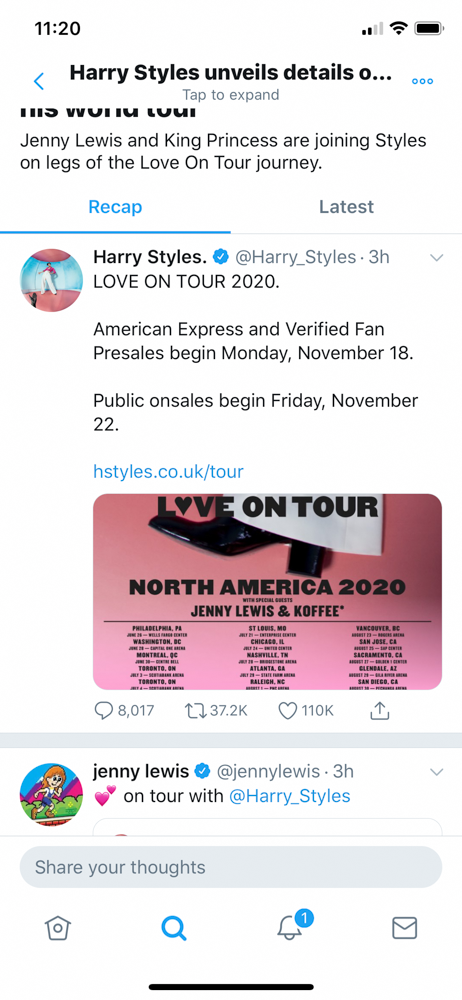 11:20
Harry Styles unveils details o...
Tap to expand
his world tour
Jenny Lewis and King Princess are joining Styles
on legs of the Love On Tour journey.
Recap
Latest
Harry Styles. @Harry_Styles · 3h
LOVE ON TOUR 2020.
American Express and Verified Fan
Presales begin Monday, November 18.
Public onsales begin Friday, November
22.
hstyles.co.uk/tour
L♥VE ON TOUR
NORTH AMERICA 2020
WITH SPECIAL GUESTS
JENNY LEWIS & KOFFEE*
PHILADELPHIA, PA
JUNE 26 — WELLS FARGO CENTER
WASHINGTON, DC
JUNE 28 — CAPITAL ONE ARENA
MONTREAL, QC
JUNE 30 — CENTRE BELL
TORONTO, ON
JULY 3 — SCOTIABANK ARENA
TORONTO, ON
JULY 4 — SCOTIABANK ARENA
ST LOUIS, MO
JULY 21 — ENTERPRISE CENTER
CHICAGO, IL
JULY 24 — UNITED CENTER
NASHVILLE, TN
JULY 26 — BRIDGESTONE ARENA
ATLANTA, GA
JULY 29 — STATE FARM ARENA
RALEIGH, NC
AUGUST 1 — PNC ARENA
VANCOUVER, BC
AUGUST 22 — ROGERS ARENA
SAN JOSE, CA
AUGUST 25 — SAP CENTER
SACRAMENTO, CA
AUGUST 27 — GOLDEN 1 CENTER
GLENDALE, AZ
AUGUST 29 — GILA RIVER ARENA
SAN DIEGO, CA
8,017
37.2K
110K
jenny lewis @jennylewis · 3h
💕 on tour with @Harry_Styles
Share your thoughts
1